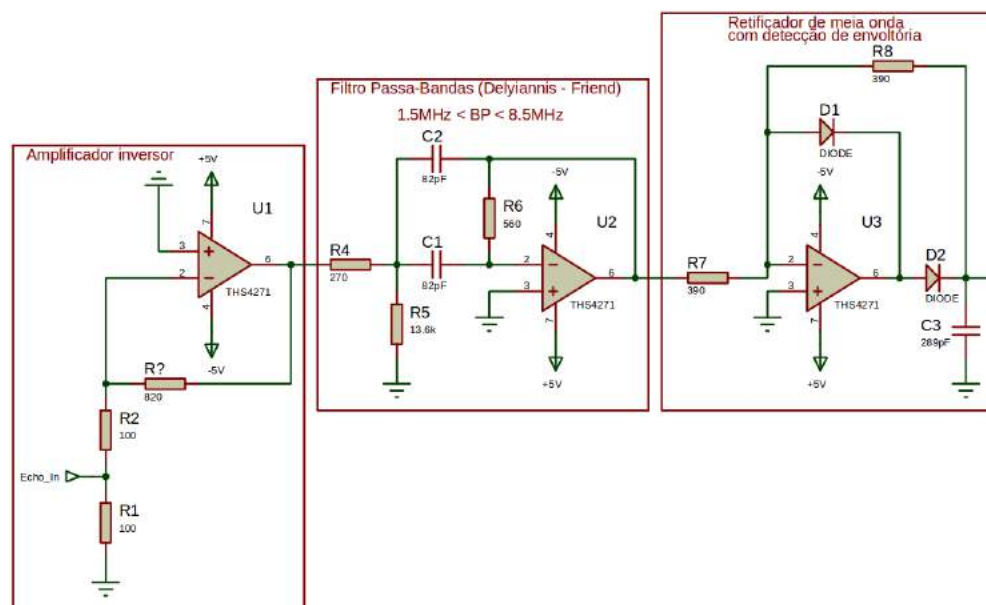 Amplificador inversor
+5V
7
U1
3
2
6
4
THS4271
-5V
R?
820
R2
100
Echo_In
R1
100
Filtro Passa-Bandas (Delyiannis - Friend)
1.5MHz < BP < 8.5MHz
C2
82pF
R6
560
-5V
4
U2
R4
270
C1
82pF
2
3
6
7
THS4271
R5
13.6k
+5V
Retificador de meia onda
com detecção de envoltória
R8
390
D1
DIODE
-5V
4
U3
R7
390
2
3
6
7
THS4271
D2
DIODE
C3
289pF
+5V